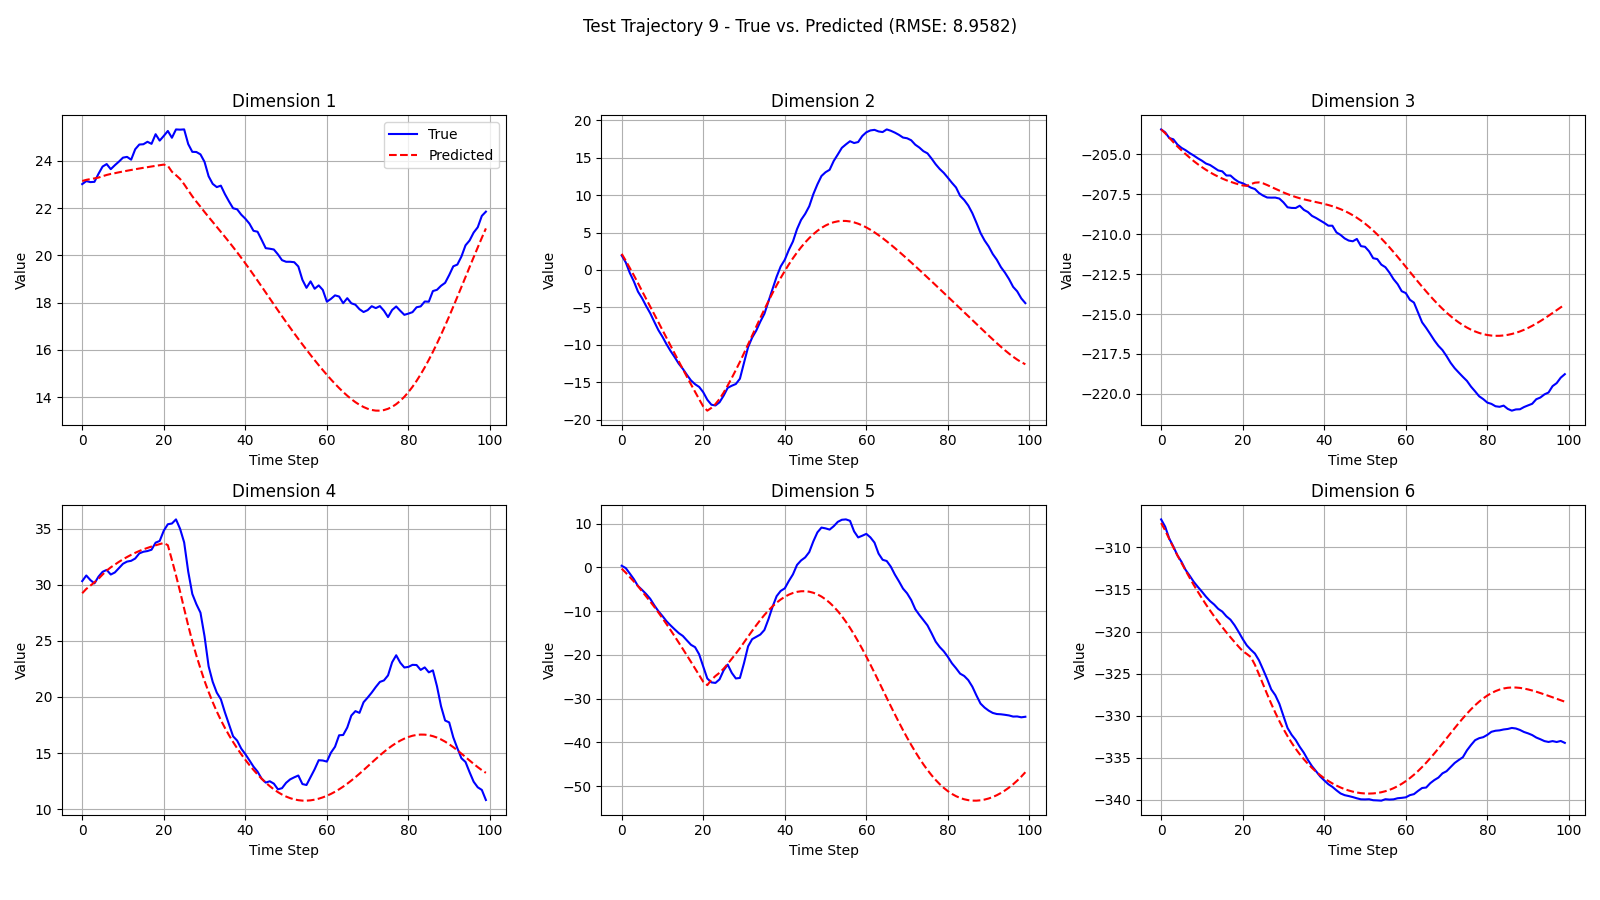 Test Trajectory 9 - True vs. Predicted (RMSE: 8.9582)
Dimension 1
Value
24
22
20
18
16
14
0 20 40 60 80 100
Time Step
True
Predicted
Dimension 2
Value
20
15
10
5
0
−5
−10
−15
−20
0 20 40 60 80 100
Time Step
Dimension 3
Value
−205.0
−207.5
−210.0
−212.5
−215.0
−217.5
−220.0
0 20 40 60 80 100
Time Step
Dimension 4
Value
35
30
25
20
15
10
0 20 40 60 80 100
Time Step
Dimension 5
Value
10
0
−10
−20
−30
−40
−50
0 20 40 60 80 100
Time Step
Dimension 6
Value
−310
−315
−320
−325
−330
−335
−340
0 20 40 60 80 100
Time Step